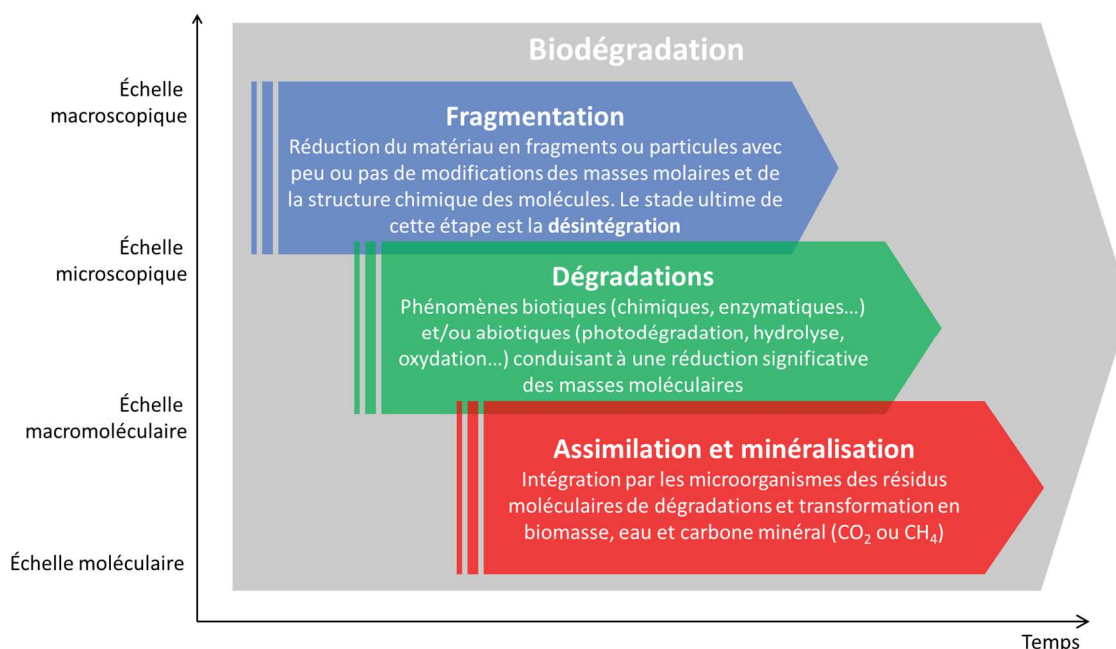 Biodégradation
Échelle
macroscopique
Fragmentation
Réduction du matériau en fragments ou particules avec
peu ou pas de modifications des masses molaires et de
la structure chimique des molécules. Le stade ultime de
cette étape est la désintégration
Échelle
microscopique
Dégradations
Phénomènes biotiques (chimiques, enzymatiques...)
et/ou abiotiques (photodégradation, hydrolyse,
oxydation...) conduisant à une réduction significative
des masses moléculaires
Échelle
macromoléculaire
Assimilation et minéralisation
Intégration par les microorganismes des résidus
moléculaires de dégradations et transformation en
biomasse, eau et carbone minéral (CO₂ ou CH₄)
Échelle moléculaire
Temps